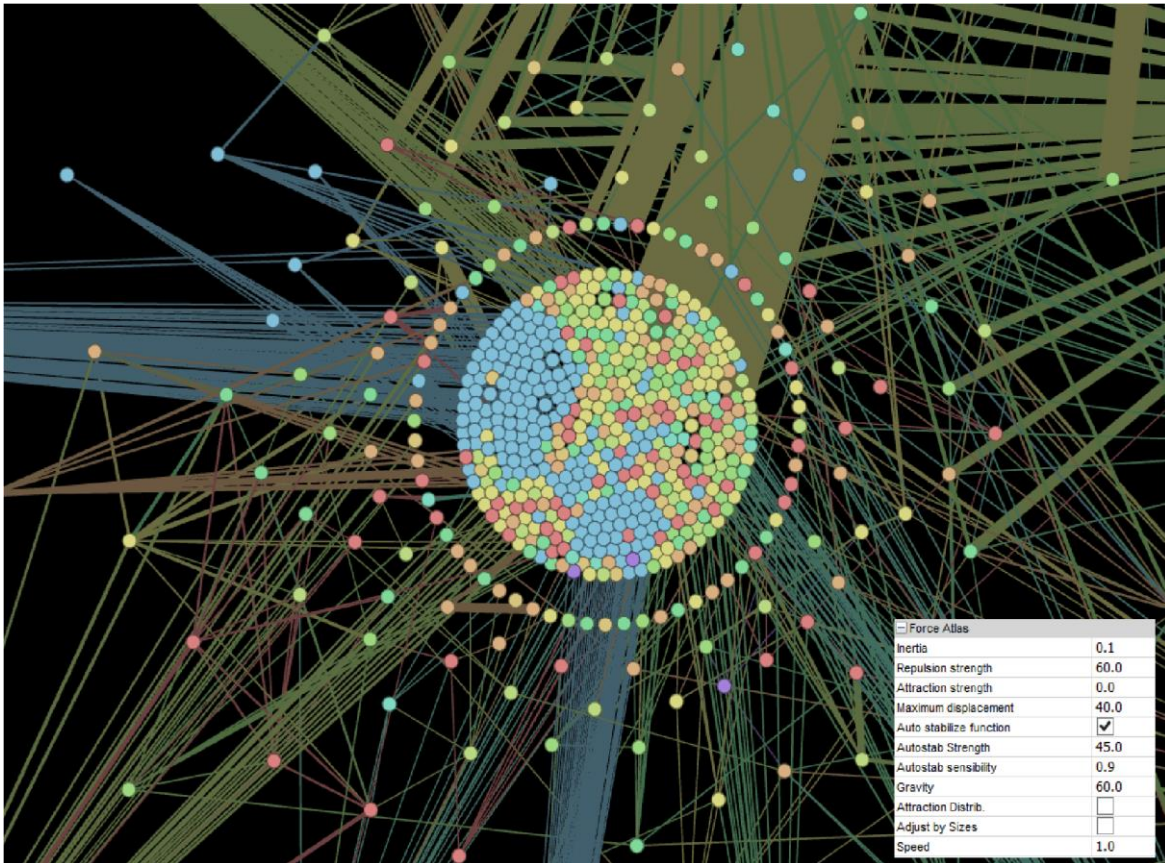 Force Atlas
Inertia 0.1
Repulsion strength 60.0
Attraction strength 0.0
Maximum displacement 40.0
Auto stabilize function
Autostab Strength 45.0
Autostab sensibility 0.9
Gravity 60.0
Attraction Distrib.
Adjust by Sizes
Speed 1.0